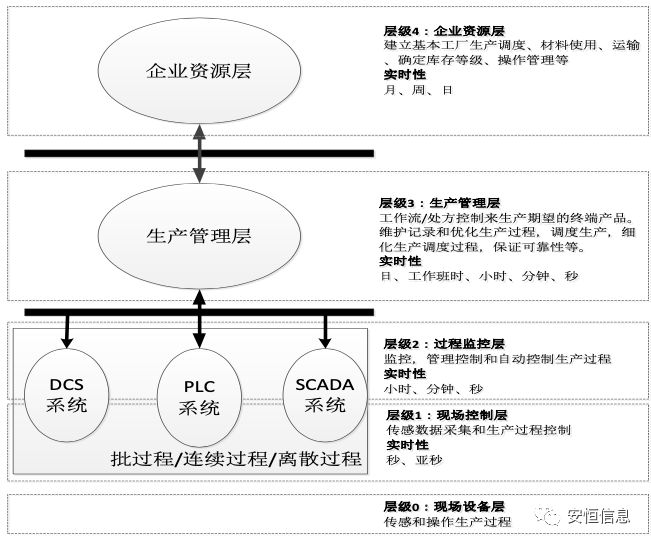 企业资源层
层级4：企业资源层
建立基本工厂生产调度、材料使用、运输
、确定库存等级、操作管理等
实时性
月、周、日
生产管理层
层级3：生产管理层
工作流/处方控制来生产期望的终端产品。
维护记录和优化生产过程，调度生产，细
化生产调度过程，保证可靠性等。
实时性
日、工作班时、小时、分钟、秒
DCS
系统
PLC
系统
SCADA
系统
批过程/连续过程/离散过程
层级2：过程监控层
监控，管理控制和自动控制生产过程
实时性
小时、分钟、秒
层级1：现场控制层
传感数据采集和生产过程控制
实时性
秒、亚秒
层级0：现场设备层
传感和操作生产过程
安恒信息